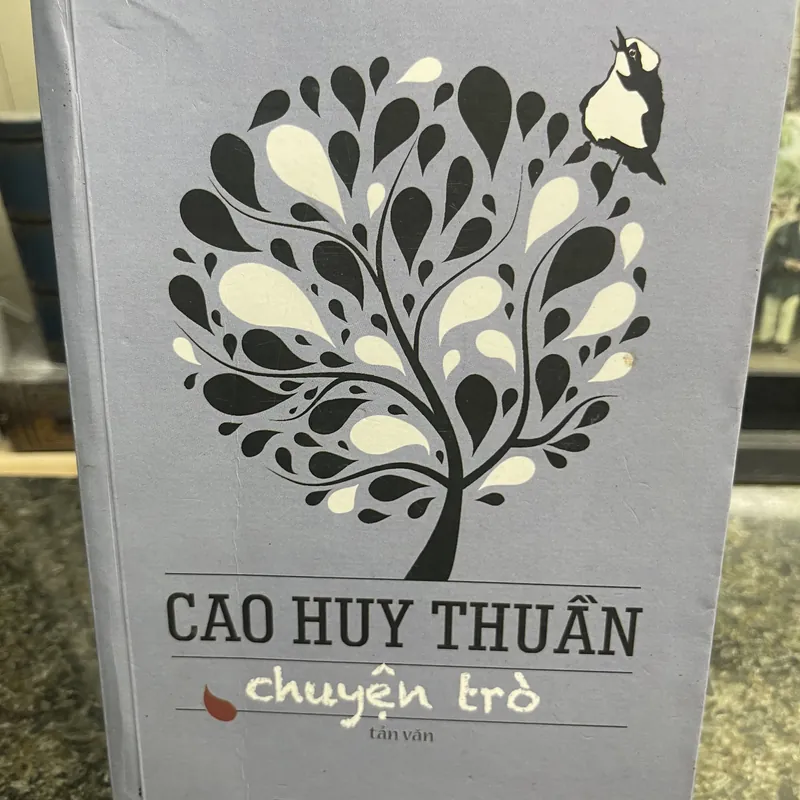 CAO HUY THUẦN
chuyện trò
tản văn